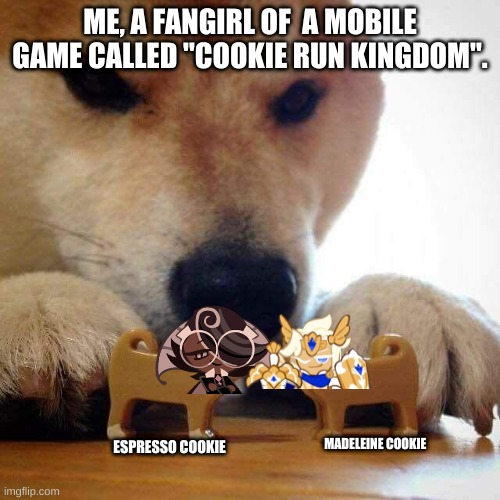 ME, A FANGIRL OF  A MOBILE
GAME CALLED "COOKIE RUN KINGDOM".
ESPRESSO COOKIE
MADELEINE COOKIE
imgflip.com